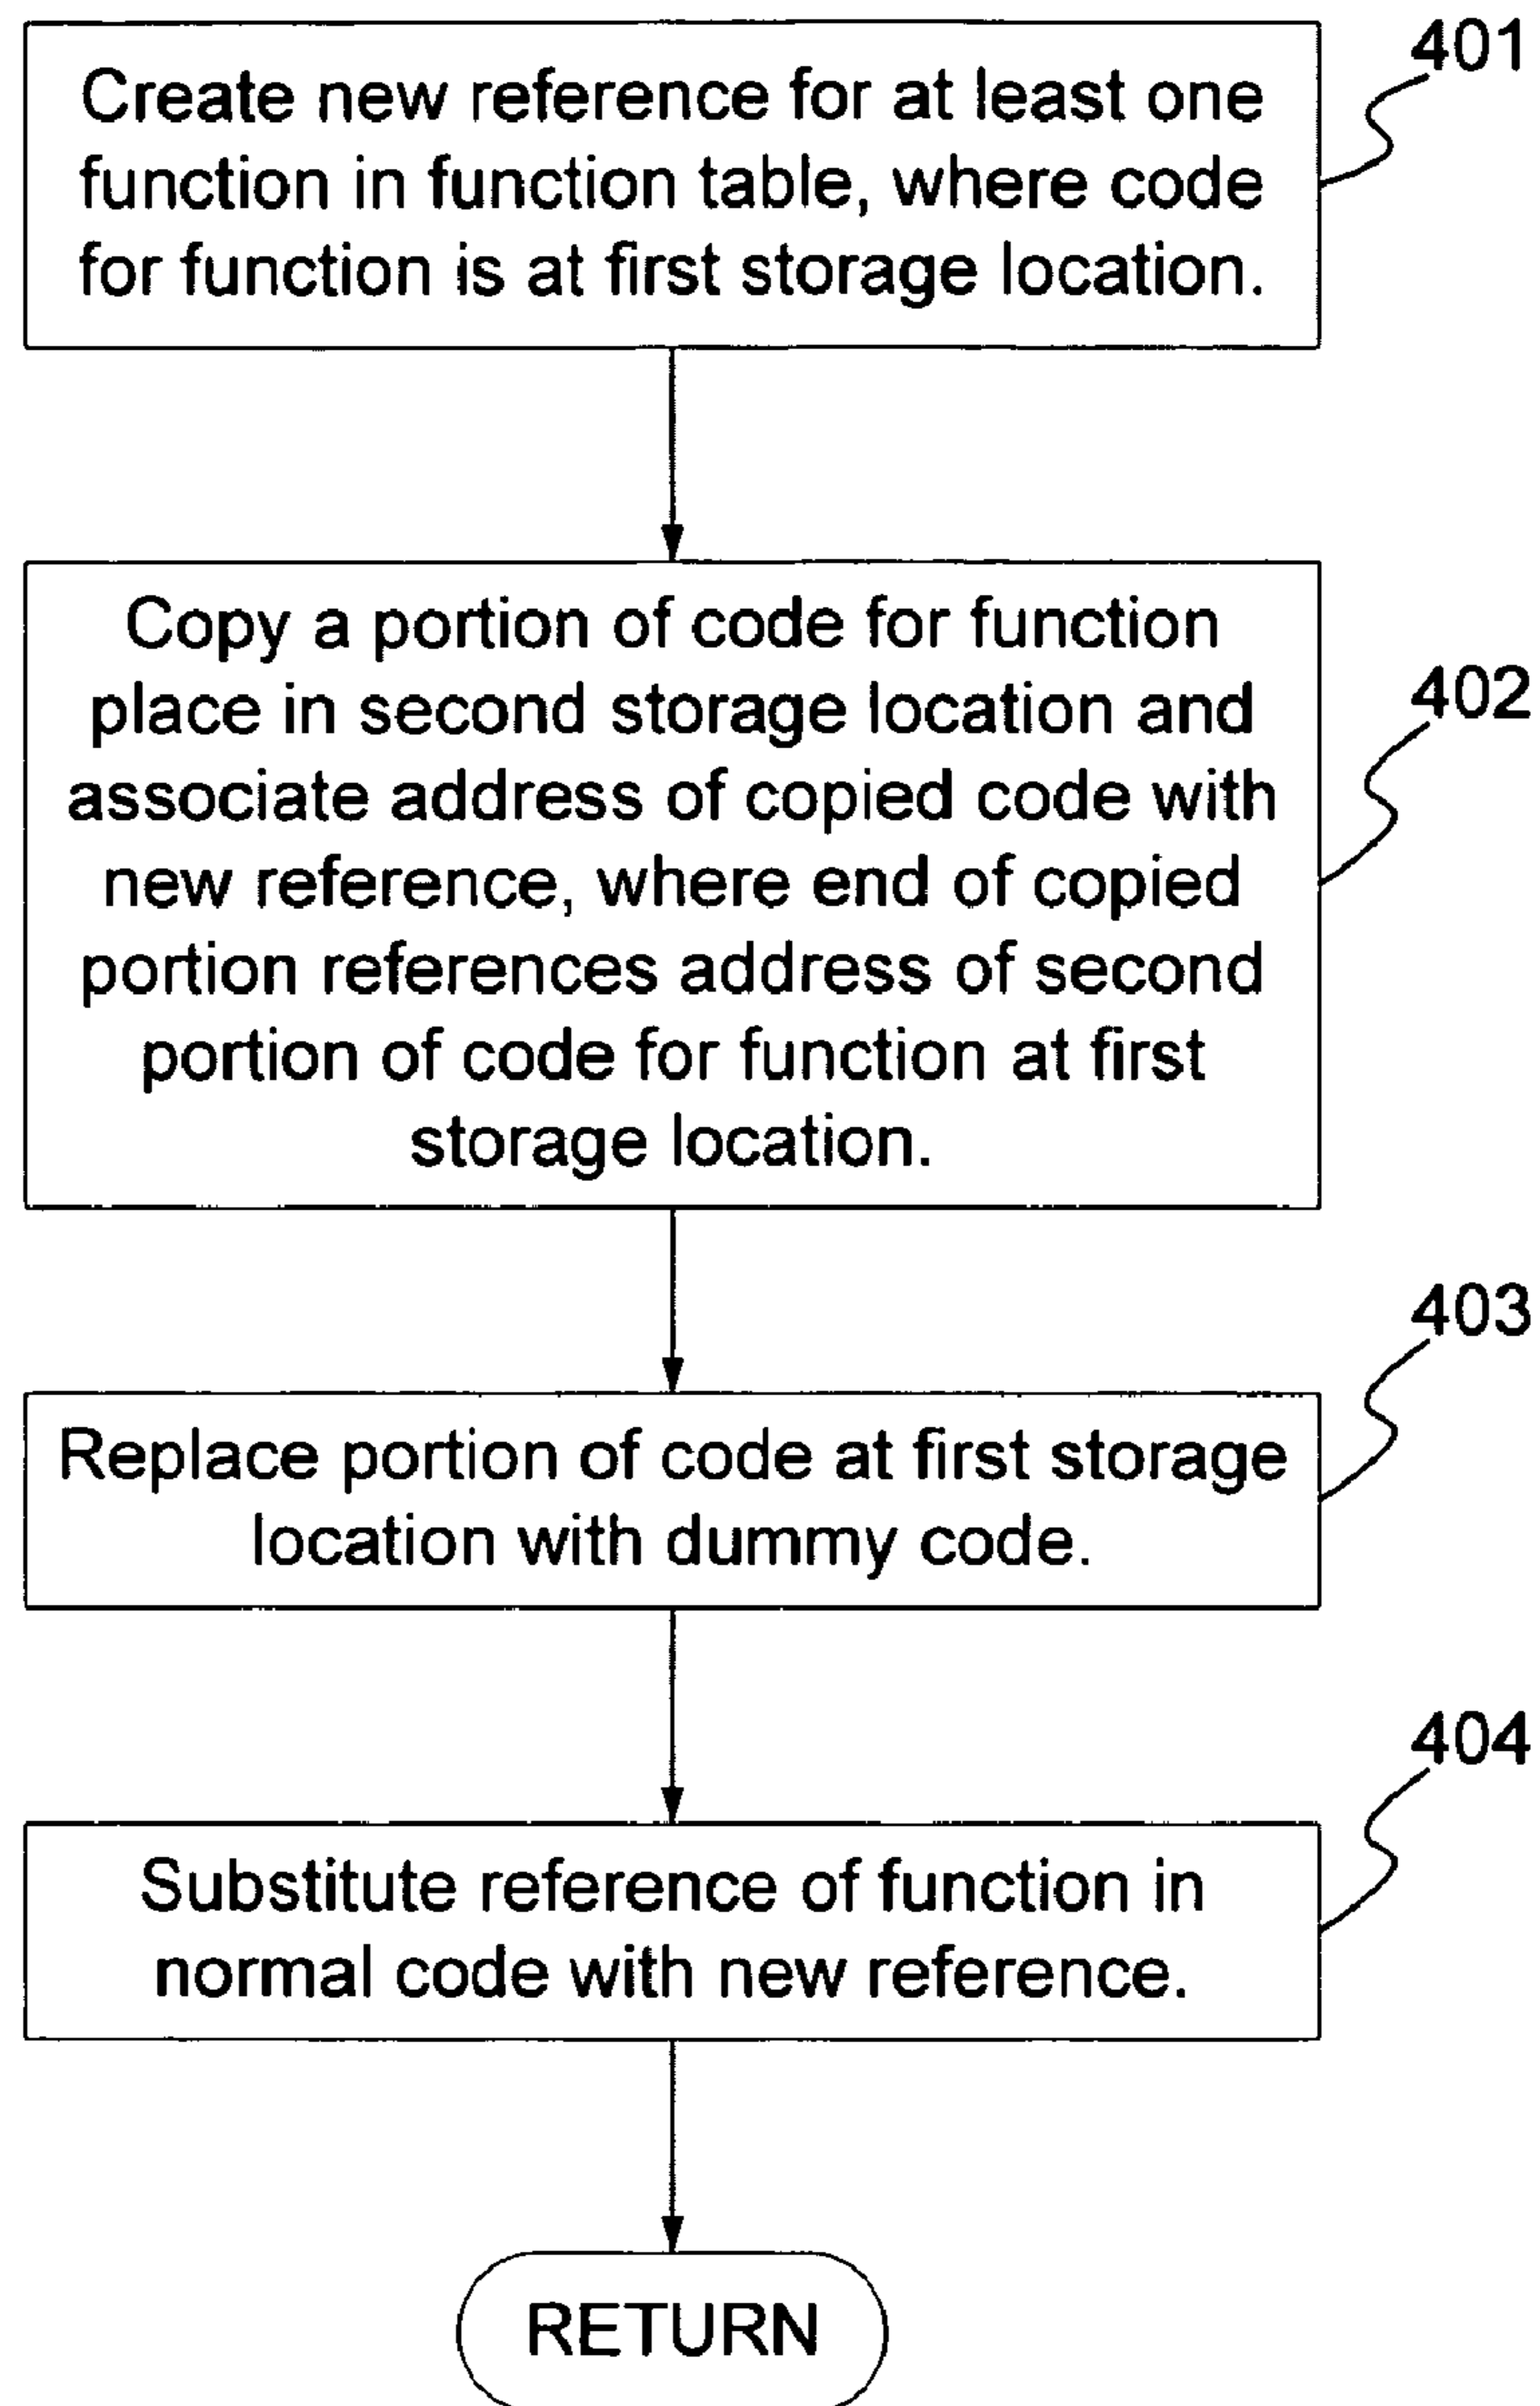 401
Create new reference for at least one
function in function table, where code
for function is at first storage location.
402
Copy a portion of code for function
place in second storage location and
associate address of copied code with
new reference, where end of copied
portion references address of second
portion of code for function at first
storage location.
403
Replace portion of code at first storage
location with dummy code.
404
Substitute reference of function in
normal code with new reference.
RETURN